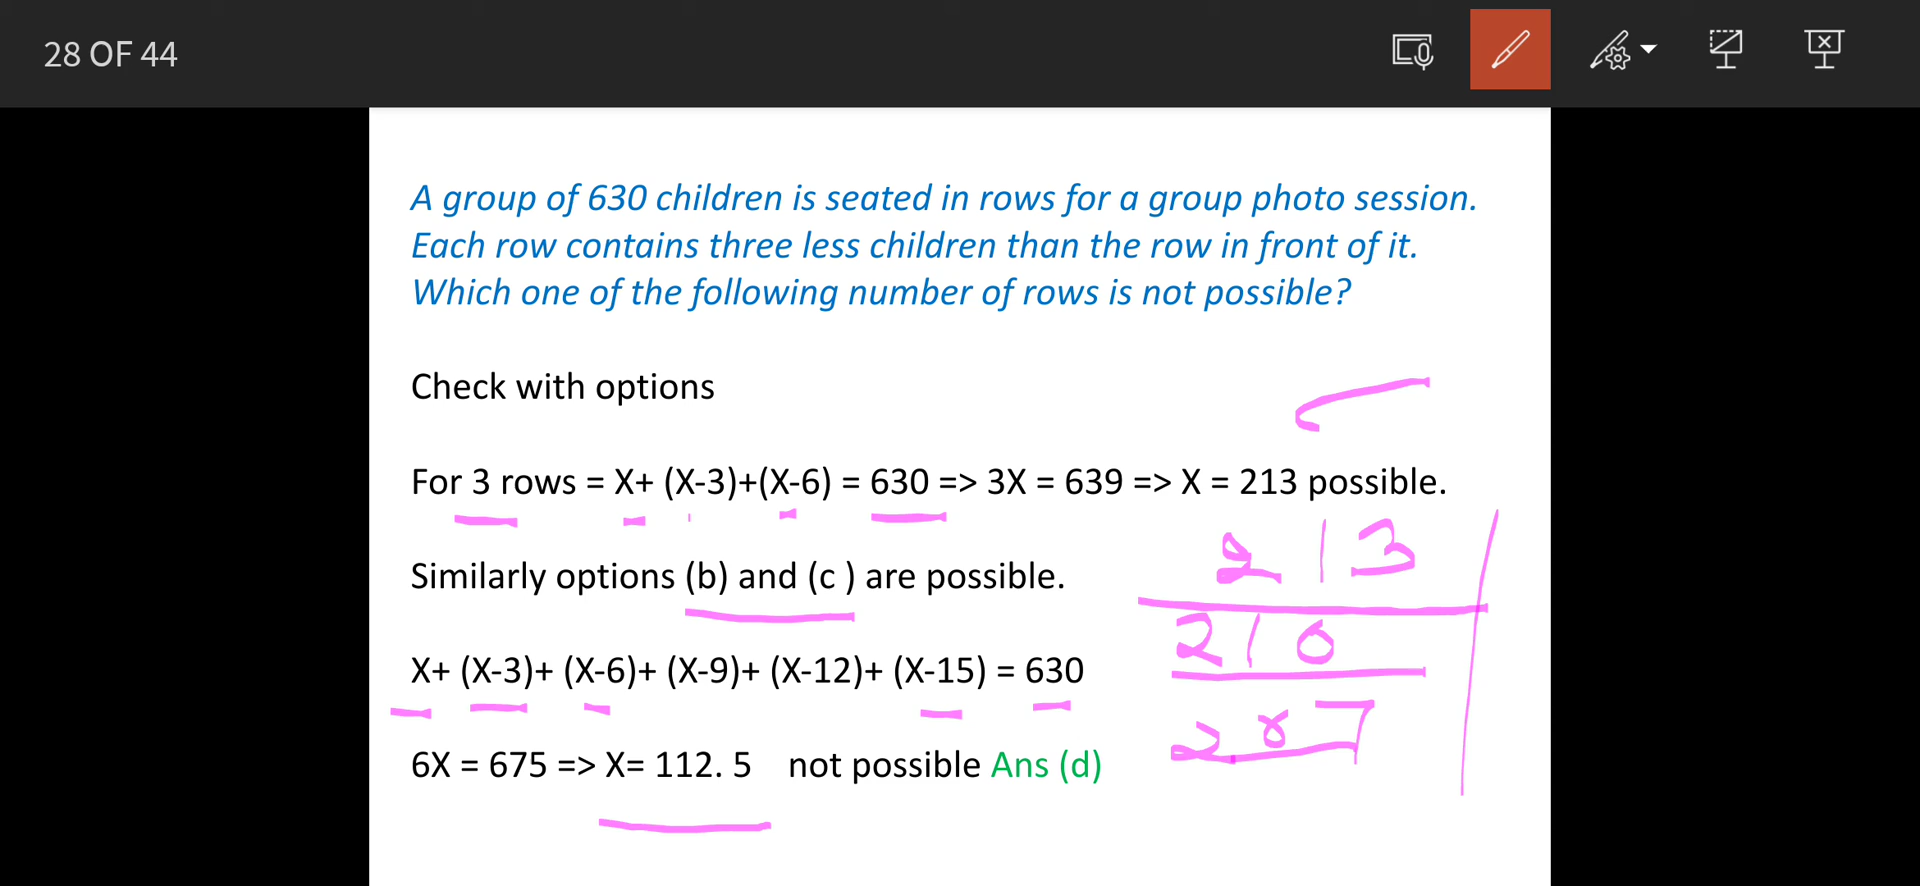 28 OF 44
A group of 630 children is seated in rows for a group photo session.
Each row contains three less children than the row in front of it.
Which one of the following number of rows is not possible?
Check with options
For 3 rows = X+ (X-3)+(X-6) = 630 => 3X = 639 => X = 213 possible.
213
Similarly options (b) and (c ) are possible.
210
X+ (X-3)+ (X-6)+ (X-9)+ (X-12)+ (X-15) = 630
207
6X = 675 => X= 112. 5 not possible Ans (d)